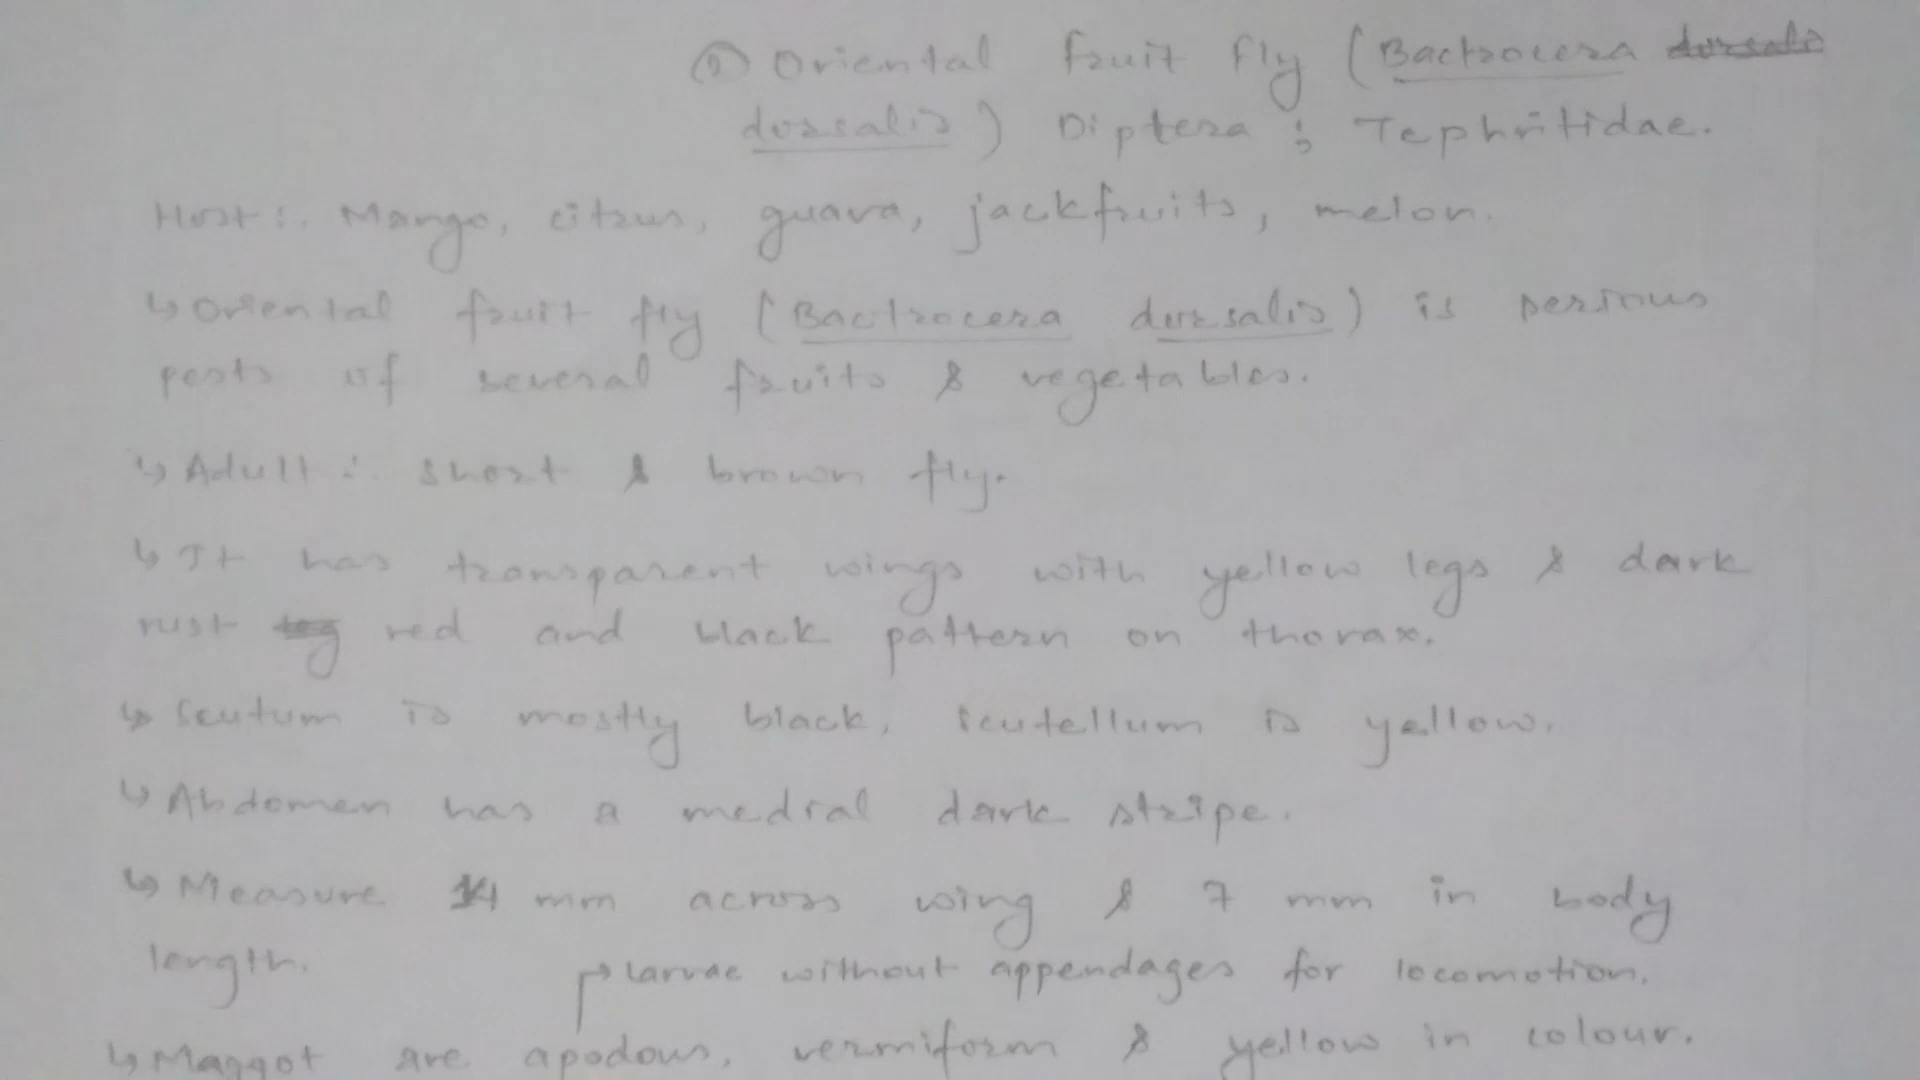 ① Oriental fruit fly (Bactrocera dorsalis
dorsalis) Diptera ; Tephritidae.
Host :. Mango, citrus, guava, jackfruits, melon.
↳ Oriental fruit fly (Bactrocera dorsalis) is serious
pests of several fruits & vegetables.
↳ Adult :. short & brown fly.
↳ It has transparent wings with yellow legs & dark
rust leg red and black pattern on thorax.
↳ Scutum is mostly black, scutellum is yellow.
↳ Abdomen has a medial dark stripe.
↳ Measure 14 mm across wing & 7 mm in body
length.
↱ larvae without appendages for locomotion.
↳ Maggot are apodous, vermiform & yellow in colour.